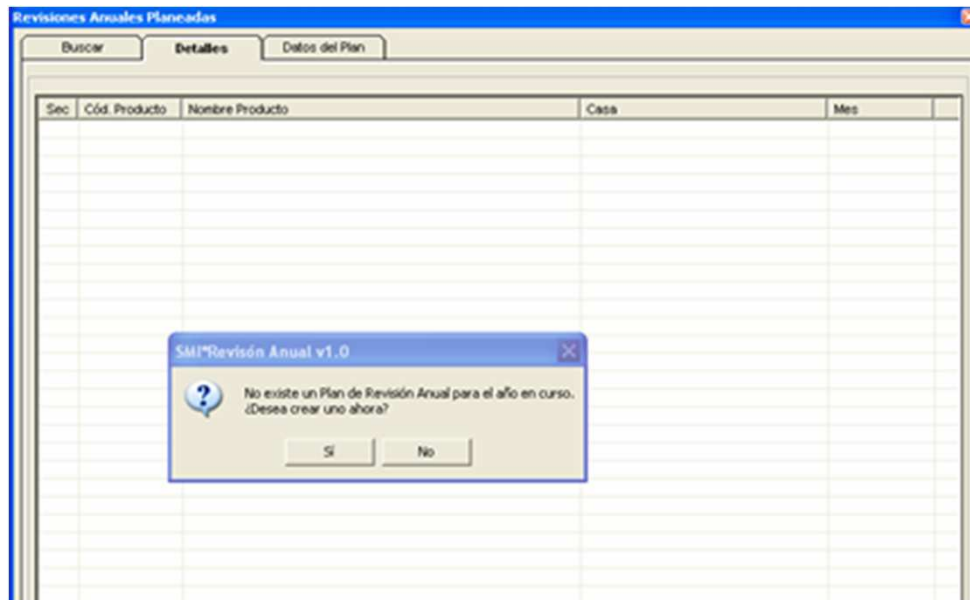 Revisiones Anuales Planeadas
Buscar Detalles Datos del Plan
Sec Cód. Producto Nombre Producto Casa Mes
SMI*Revisón Anual v1.0
No existe un Plan de Revisión Anual para el año en curso.
¿Desea crear uno ahora?
Sí No